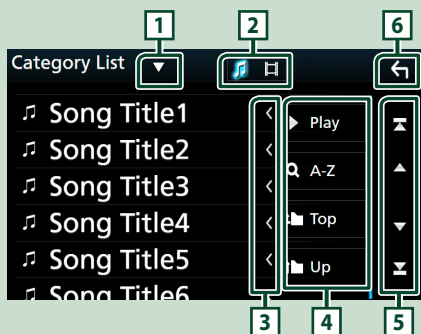 1 2 6
Category List
Song Title1
Song Title2
Song Title3
Song Title4
Song Title5
Song Title6
Play
A-Z
Top
Up
3 4 5